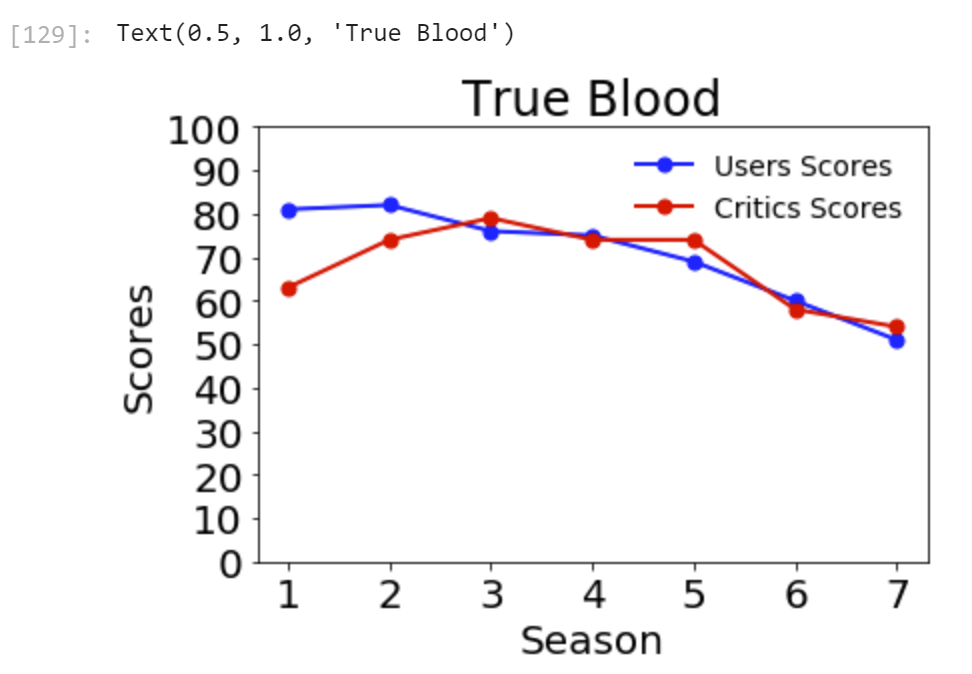 [129]: Text(0.5, 1.0, 'True Blood')
True Blood
100
90
80
70
60
50
40
30
20
10
0
Scores
Users Scores
Critics Scores
1 2 3 4 5 6 7
Season